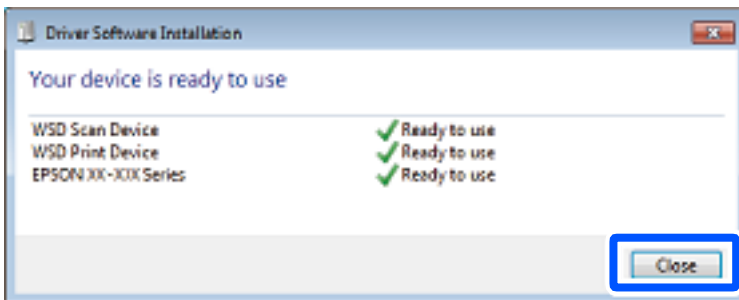 Driver Software Installation
Your device is ready to use
WSD Scan Device Ready to use
WSD Print Device Ready to use
EPSON XX-XXX Series Ready to use
Close